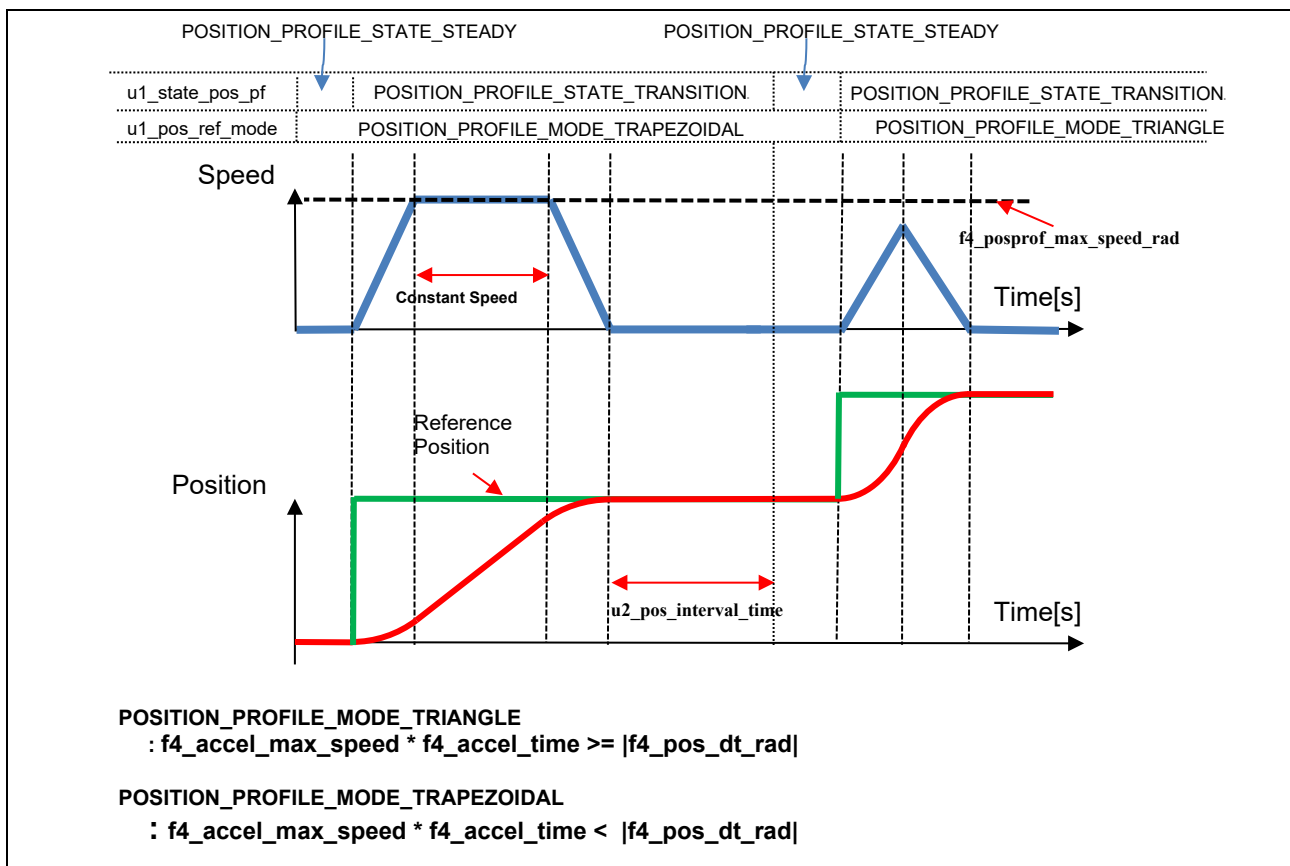 POSITION_PROFILE_STATE_STEADY
POSITION_PROFILE_STATE_STEADY
u1_state_pos_pf
POSITION_PROFILE_STATE_TRANSITION.
POSITION_PROFILE_STATE_TRANSITION.
u1_pos_ref_mode
POSITION_PROFILE_MODE_TRAPEZOIDAL
POSITION_PROFILE_MODE_TRIANGLE
Speed
f4_posprof_max_speed_rad
Constant Speed
Time[s]
Reference
Position
Position
u2_pos_interval_time
Time[s]
POSITION_PROFILE_MODE_TRIANGLE
: f4_accel_max_speed * f4_accel_time >= |f4_pos_dt_rad|
POSITION_PROFILE_MODE_TRAPEZOIDAL
: f4_accel_max_speed * f4_accel_time < |f4_pos_dt_rad|